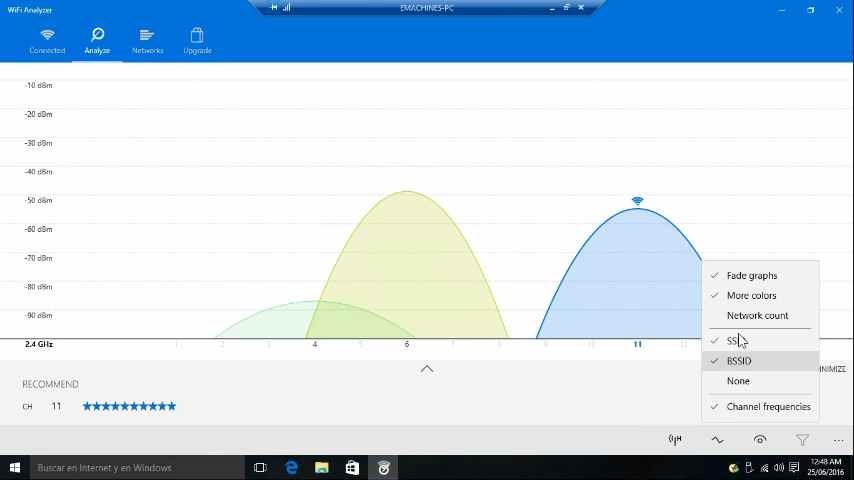 WiFi Analyzer
EMACHINES-PC
Connected
Analyze
Networks
Upgrade
-10 dBm
-20 dBm
-30 dBm
-40 dBm
-50 dBm
-60 dBm
-70 dBm
-80 dBm
-90 dBm
2.4 GHz
1 2 3 4 5 6 7 8 9 10 11 12
Fade graphs
More colors
Network count
BSSID
None
Channel frequencies
RECOMMEND
CH 11
Buscar en Internet y en Windows
12:48 AM
25/06/2016